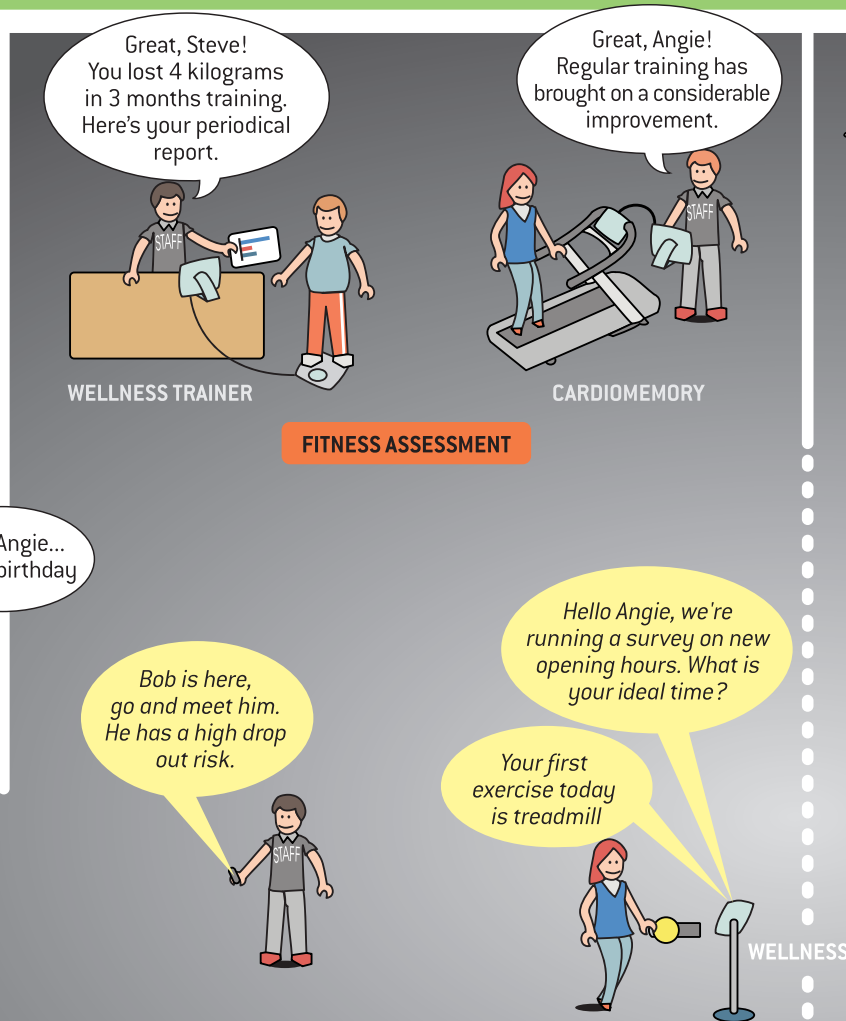 Great, Steve!
You lost 4 kilograms
in 3 months training.
Here's your periodical
report.
Great, Angie!
Regular training has
brought on a considerable
improvement.
STAFF
STAFF
WELLNESS TRAINER
CARDIOMEMORY
FITNESS ASSESSMENT
Angie...
birthday
Hello Angie, we're
running a survey on new
opening hours. What is
your ideal time?
Bob is here,
go and meet him.
He has a high drop
out risk.
Your first
exercise today
is treadmill
STAFF
WELLNESS